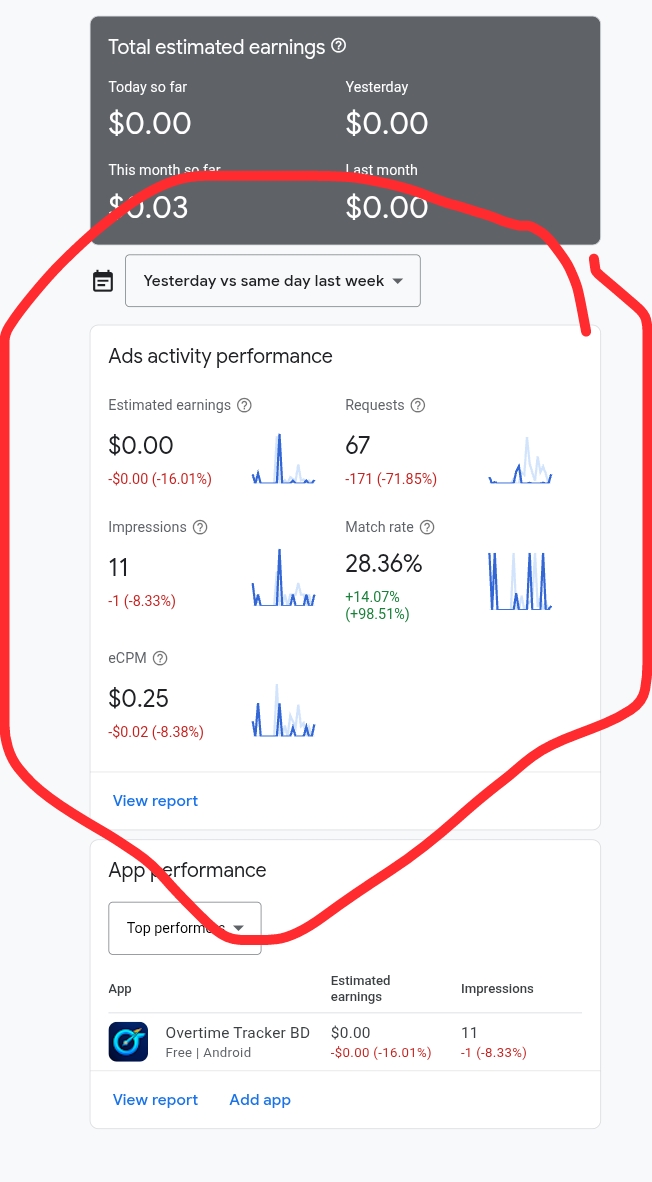 Total estimated earnings
Today so far
Yesterday
$0.00
$0.00
This month so far
Last month
$0.03
$0.00
Yesterday vs same day last week
Ads activity performance
Estimated earnings
Requests
$0.00
67
-$0.00 (-16.01%)
-171 (-71.85%)
Impressions
Match rate
11
28.36%
-1 (-8.33%)
+14.07%
(+98.51%)
eCPM
$0.25
-$0.02 (-8.38%)
View report
App performance
Top performers
App
Estimated
earnings
Impressions
Overtime Tracker BD
$0.00
11
Free | Android
-$0.00 (-16.01%)
-1 (-8.33%)
View report
Add app